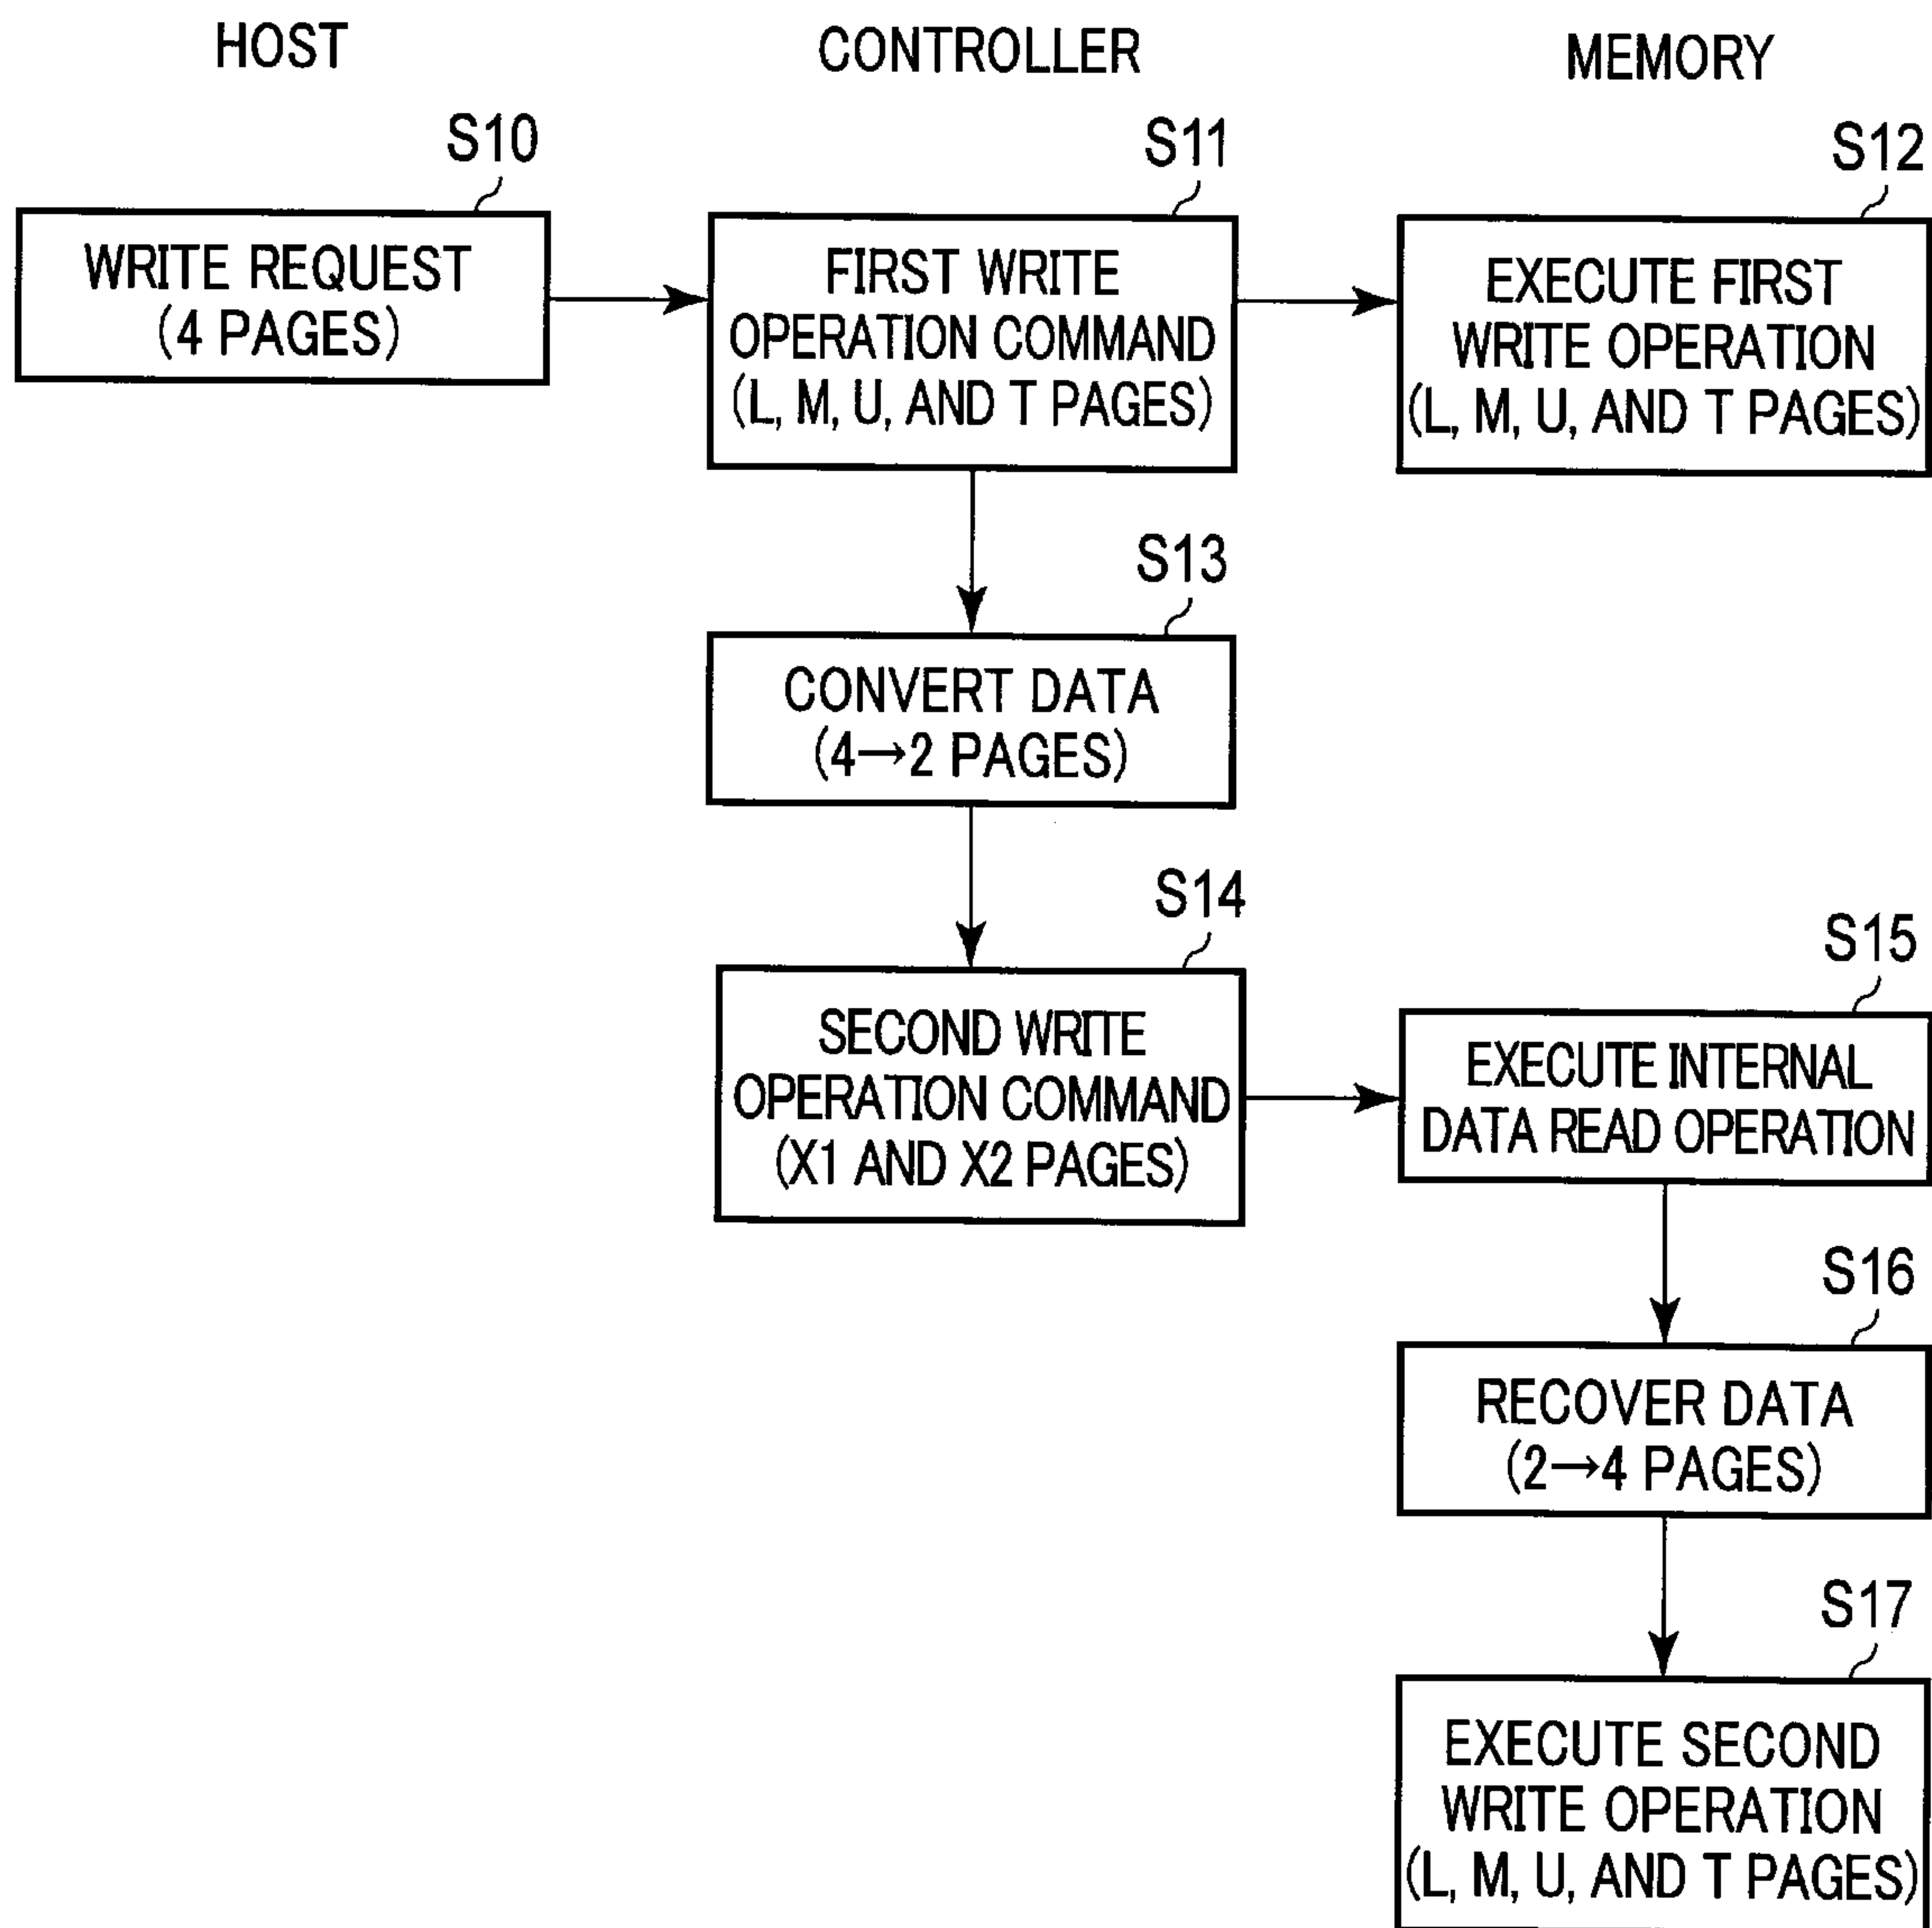 HOST
CONTROLLER
MEMORY
S10
S11
S12
WRITE REQUEST
(4 PAGES)
FIRST WRITE
OPERATION COMMAND
(L, M, U, AND T PAGES)
EXECUTE FIRST
WRITE OPERATION
(L, M, U, AND T PAGES)
S13
CONVERT DATA
(4→2 PAGES)
S14
SECOND WRITE
OPERATION COMMAND
(X1 AND X2 PAGES)
S15
EXECUTE INTERNAL
DATA READ OPERATION
S16
RECOVER DATA
(2→4 PAGES)
S17
EXECUTE SECOND
WRITE OPERATION
(L, M, U, AND T PAGES)